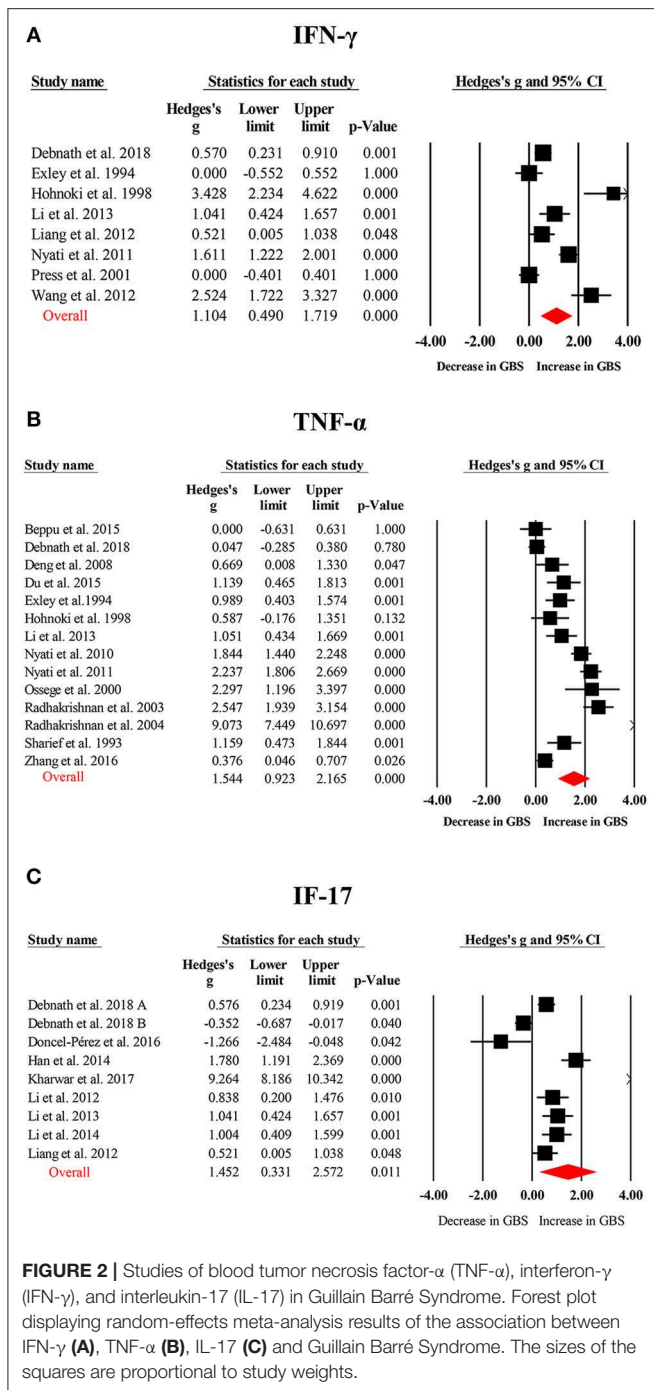 A
IFN-γ
Study name Statistics for each study Hedges's g and 95% CI
Hedges's Lower Upper
g limit limit p-Value
Debnath et al. 2018 0.570 0.231 0.910 0.001
Exley et al. 1994 0.000 -0.552 0.552 1.000
Hohnoki et al. 1998 3.428 2.234 4.622 0.000
Li et al. 2013 1.041 0.424 1.657 0.001
Liang et al. 2012 0.521 0.005 1.038 0.048
Nyati et al. 2011 1.611 1.222 2.001 0.000
Press et al. 2001 0.000 -0.401 0.401 1.000
Wang et al. 2012 2.524 1.722 3.327 0.000
Overall 1.104 0.490 1.719 0.000
-4.00 -2.00 0.00 2.00 4.00
Decrease in GBS Increase in GBS
B
TNF-α
Study name Statistics for each study Hedges's g and 95% CI
Hedges's Lower Upper
g limit limit p-Value
Beppu et al. 2015 0.000 -0.631 0.631 1.000
Debnath et al. 2018 0.047 -0.285 0.380 0.780
Deng et al. 2008 0.669 0.008 1.330 0.047
Du et al. 2015 1.139 0.465 1.813 0.001
Exley et al.1994 0.989 0.403 1.574 0.001
Hohnoki et al. 1998 0.587 -0.176 1.351 0.132
Li et al. 2013 1.051 0.434 1.669 0.001
Nyati et al. 2010 1.844 1.440 2.248 0.000
Nyati et al. 2011 2.237 1.806 2.669 0.000
Ossege et al. 2000 2.297 1.196 3.397 0.000
Radhakrishnan et al. 2003 2.547 1.939 3.154 0.000
Radhakrishnan et al. 2004 9.073 7.449 10.697 0.000
Sharief et al. 1993 1.159 0.473 1.844 0.001
Zhang et al. 2016 0.376 0.046 0.707 0.026
Overall 1.544 0.923 2.165 0.000
-4.00 -2.00 0.00 2.00 4.00
Decrease in GBS Increase in GBS
C
IF-17
Study name Statistics for each study Hedges's g and 95% CI
Hedges's Lower Upper
g limit limit p-Value
Debnath et al. 2018 A 0.576 0.234 0.919 0.001
Debnath et al. 2018 B -0.352 -0.687 -0.017 0.040
Doncel-Pérez et al. 2016 -1.266 -2.484 -0.048 0.042
Han et al. 2014 1.780 1.191 2.369 0.000
Kharwar et al. 2017 9.264 8.186 10.342 0.000
Li et al. 2012 0.838 0.200 1.476 0.010
Li et al. 2013 1.041 0.424 1.657 0.001
Li et al. 2014 1.004 0.409 1.599 0.001
Liang et al. 2012 0.521 0.005 1.038 0.048
Overall 1.452 0.331 2.572 0.011
-4.00 -2.00 0.00 2.00 4.00
Decrease in GBS Increase in GBS
FIGURE 2 | Studies of blood tumor necrosis factor-α (TNF-α), interferon-γ
(IFN-γ), and interleukin-17 (IL-17) in Guillain Barré Syndrome. Forest plot
displaying random-effects meta-analysis results of the association between
IFN-γ (A), TNF-α (B), IL-17 (C) and Guillain Barré Syndrome. The sizes of the
squares are proportional to study weights.